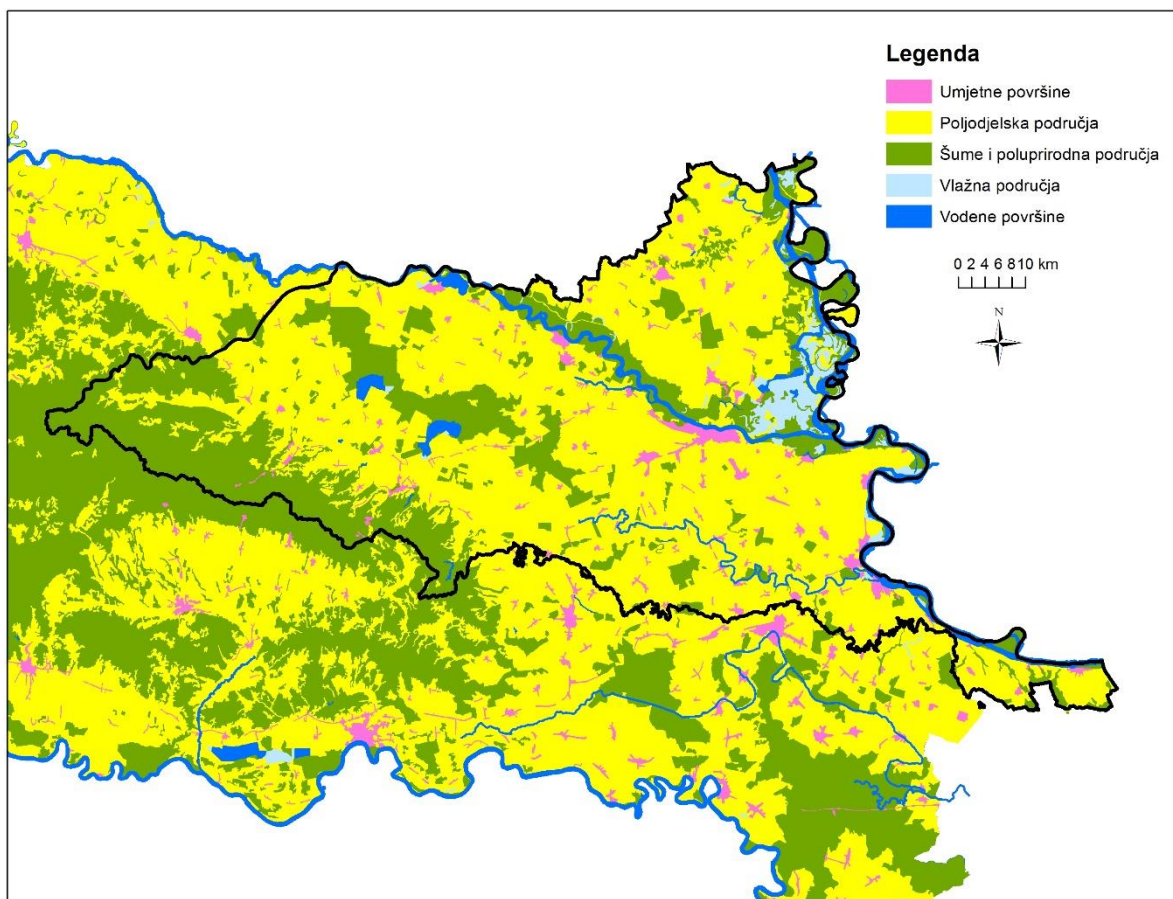 Legenda
Umjetne površine
Poljodjelska područja
Šume i poluprirodna područja
Vlažna područja
Vodene površine
0 2 4 6 8 10 km
N